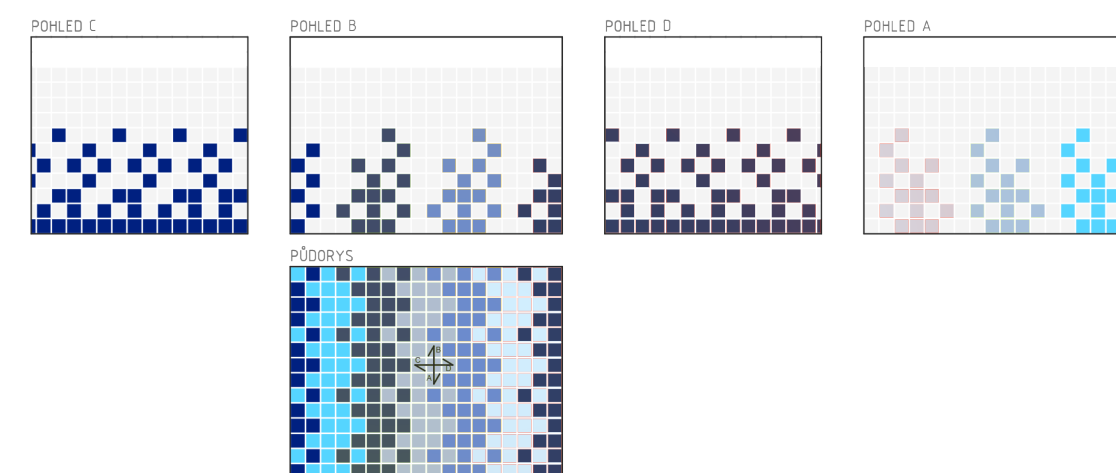 POHLED C
POHLED B
POHLED D
POHLED A
PŮDORYS
B
C
D
A